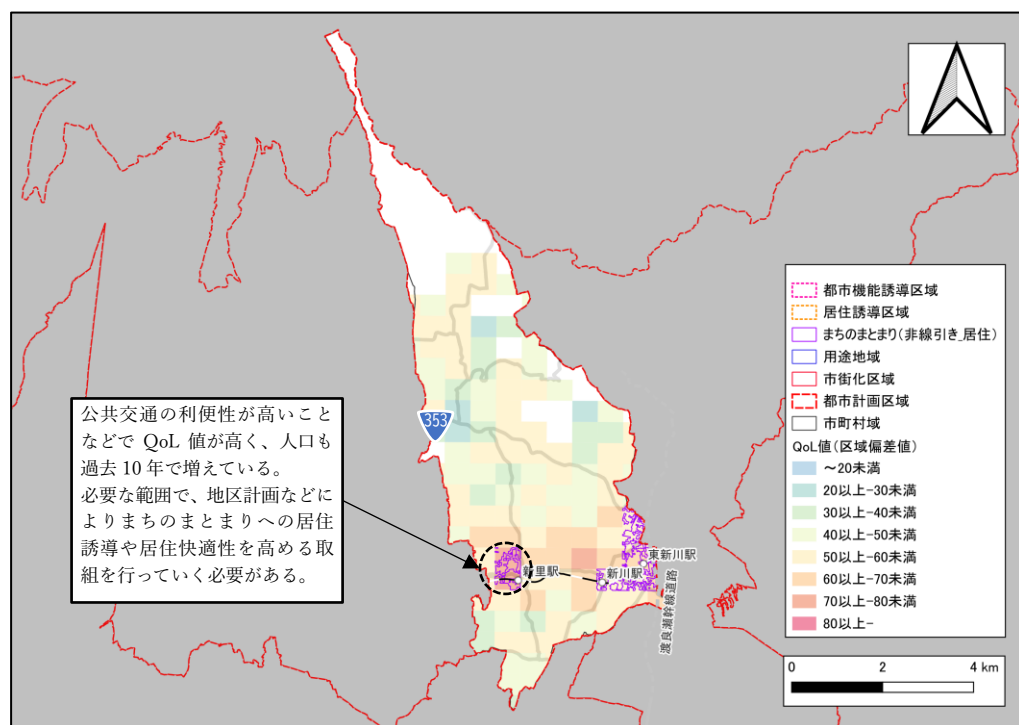 都市機能誘導区域
居住誘導区域
まちのまとまり(非線引き_居住)
用途地域
市街化区域
都市計画区域
市町村域
QoL値(区域偏差値)
～20未満
20以上-30未満
30以上-40未満
40以上-50未満
50以上-60未満
60以上-70未満
70以上-80未満
80以上-
公共交通の利便性が高いこと
などで QoL 値が高く、人口も
過去 10 年で増えている。
必要な範囲で、地区計画などに
よりまちのまとまりへの居住
誘導や居住快適性を高める取
組を行っていく必要がある。
353
新里駅
新川駅
東新川駅
渡良瀬幹線道路
0 2 4 km